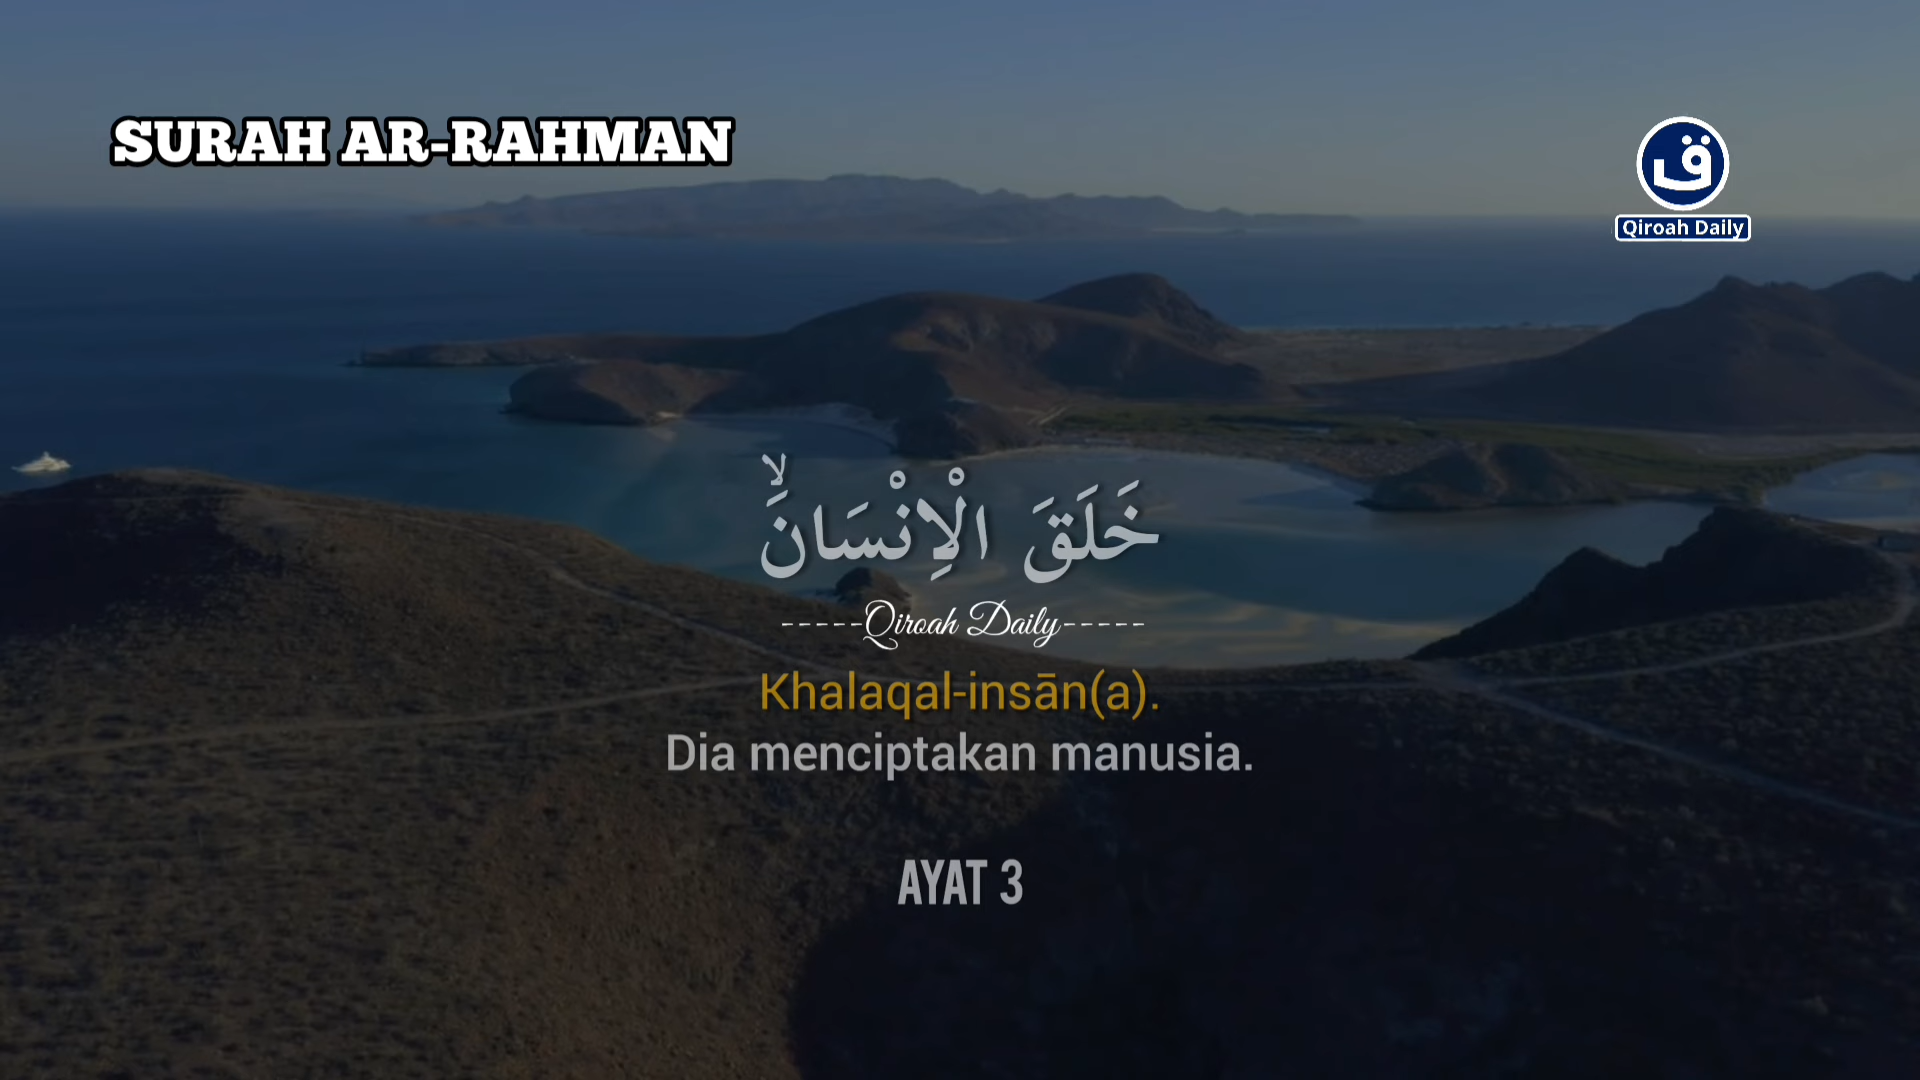 SURAH AR-RAHMAN
ق
Qiroah Daily
خَلَقَ الْاِنْسَانَۙ
-----Qiroah Daily-----
Khalaqal-insān(a).
Dia menciptakan manusia.
AYAT 3